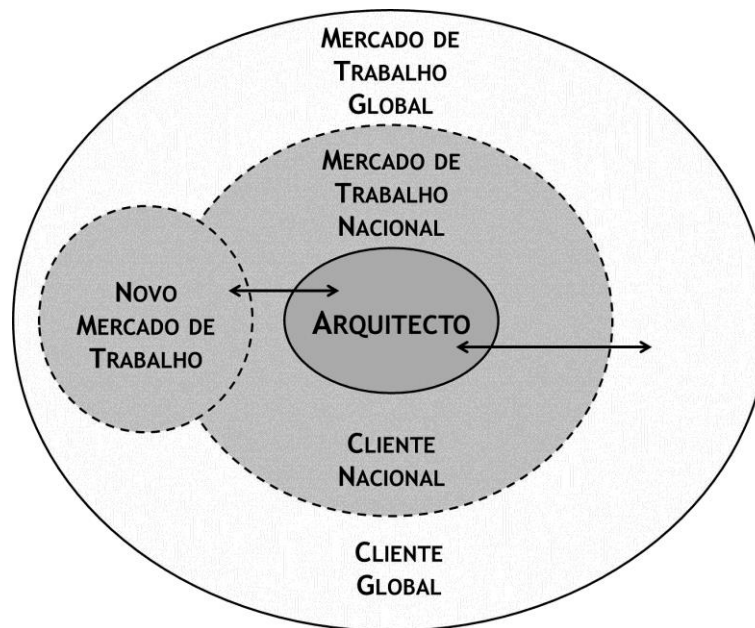 MERCADO DE
TRABALHO
GLOBAL
MERCADO DE
TRABALHO
NACIONAL
NOVO
MERCADO DE
TRABALHO
ARQUITECTO
CLIENTE
NACIONAL
CLIENTE
GLOBAL